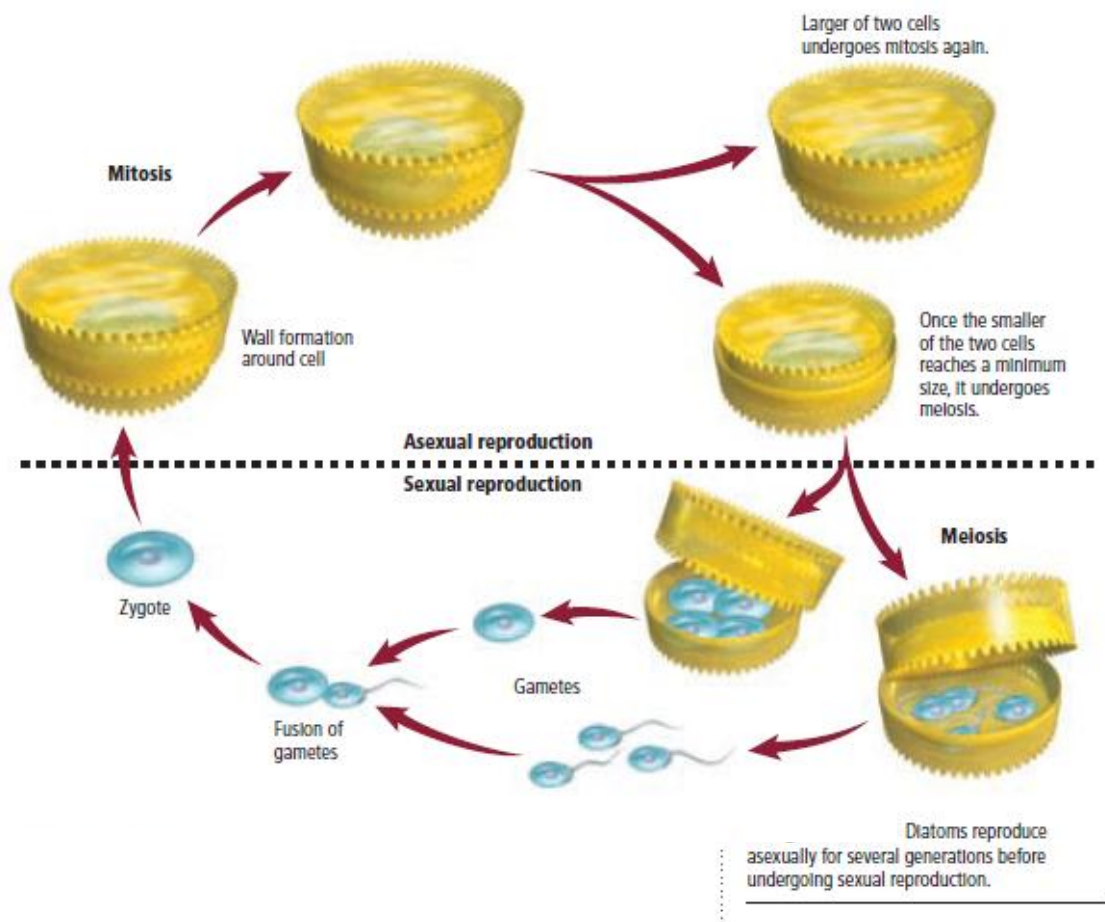 Larger of two cells
undergoes mitosis again.
Mitosis
Wall formation
around cell
Once the smaller
of the two cells
reaches a minimum
size, it undergoes
meiosis.
Asexual reproduction
Sexual reproduction
Meiosis
Zygote
Gametes
Fusion of
gametes
Diatoms reproduce
asexually for several generations before
undergoing sexual reproduction.